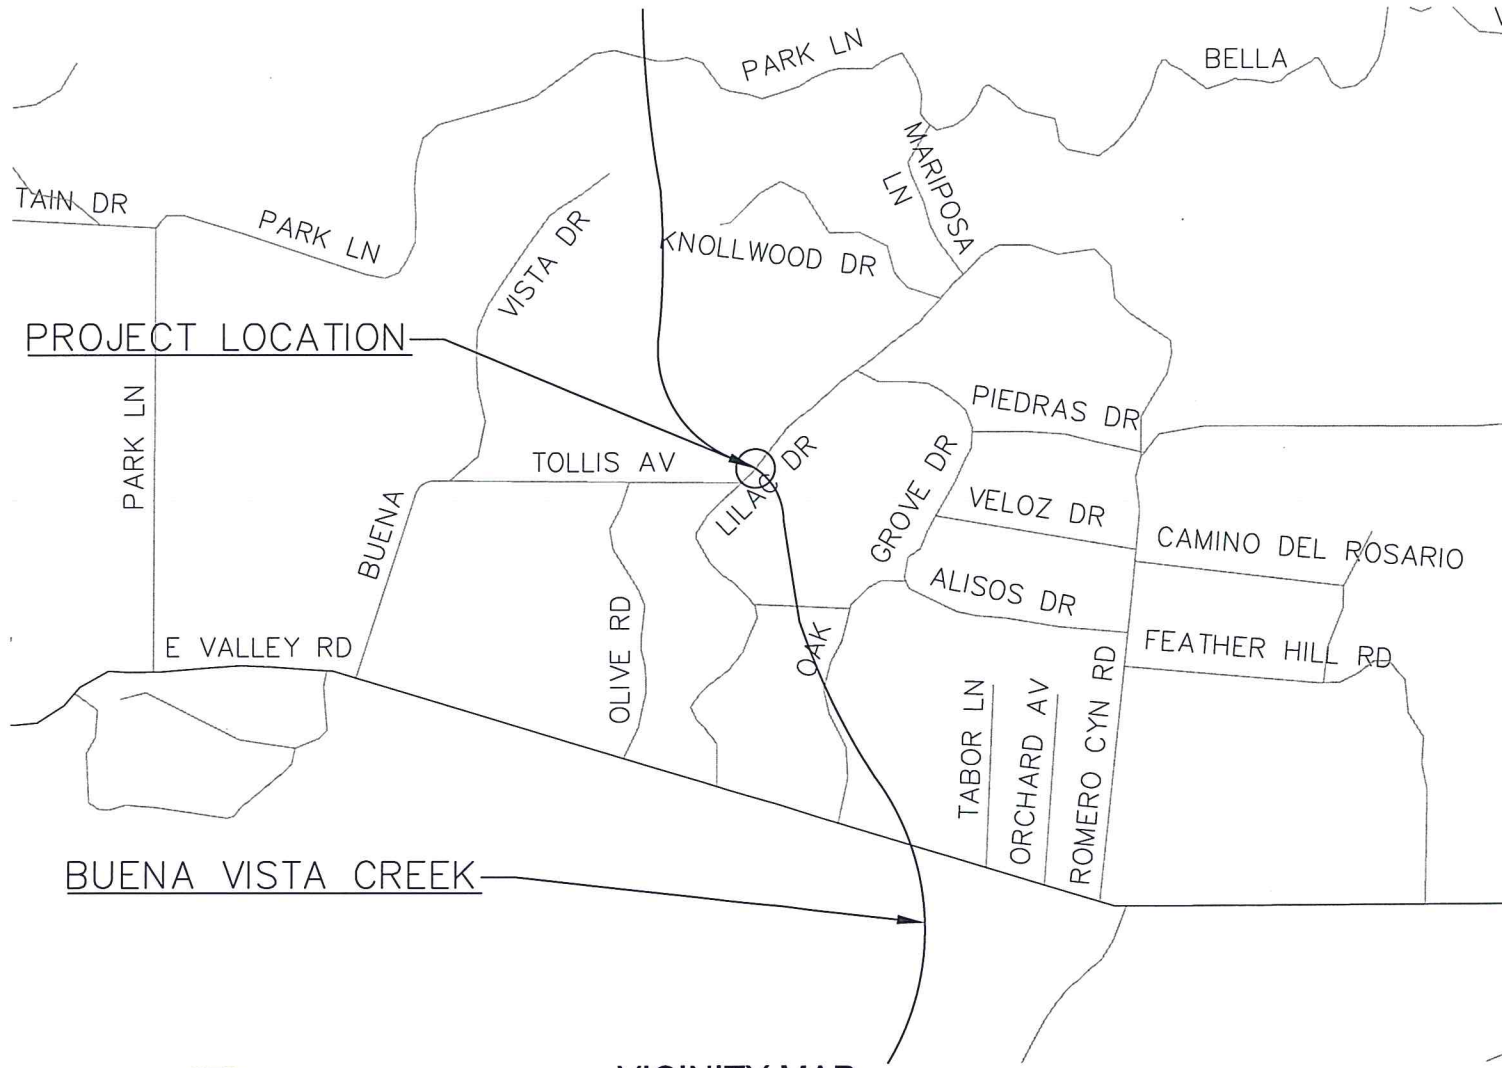 PARK LN
BELLA
MARIPOSA
LN
TAIN DR
PARK LN
VISTA DR
KNOLLWOOD DR
PROJECT LOCATION
PARK LN
PIEDRAS DR
TOLLIS AV
LILAC DR
GROVE DR
VELOZ DR
BUENA
CAMINO DEL ROSARIO
ALISOS DR
OLIVE RD
OAK
E VALLEY RD
FEATHER HILL RD
TABOR LN
ORCHARD AV
ROMERO CYN RD
BUENA VISTA CREEK
VICINITY MAP